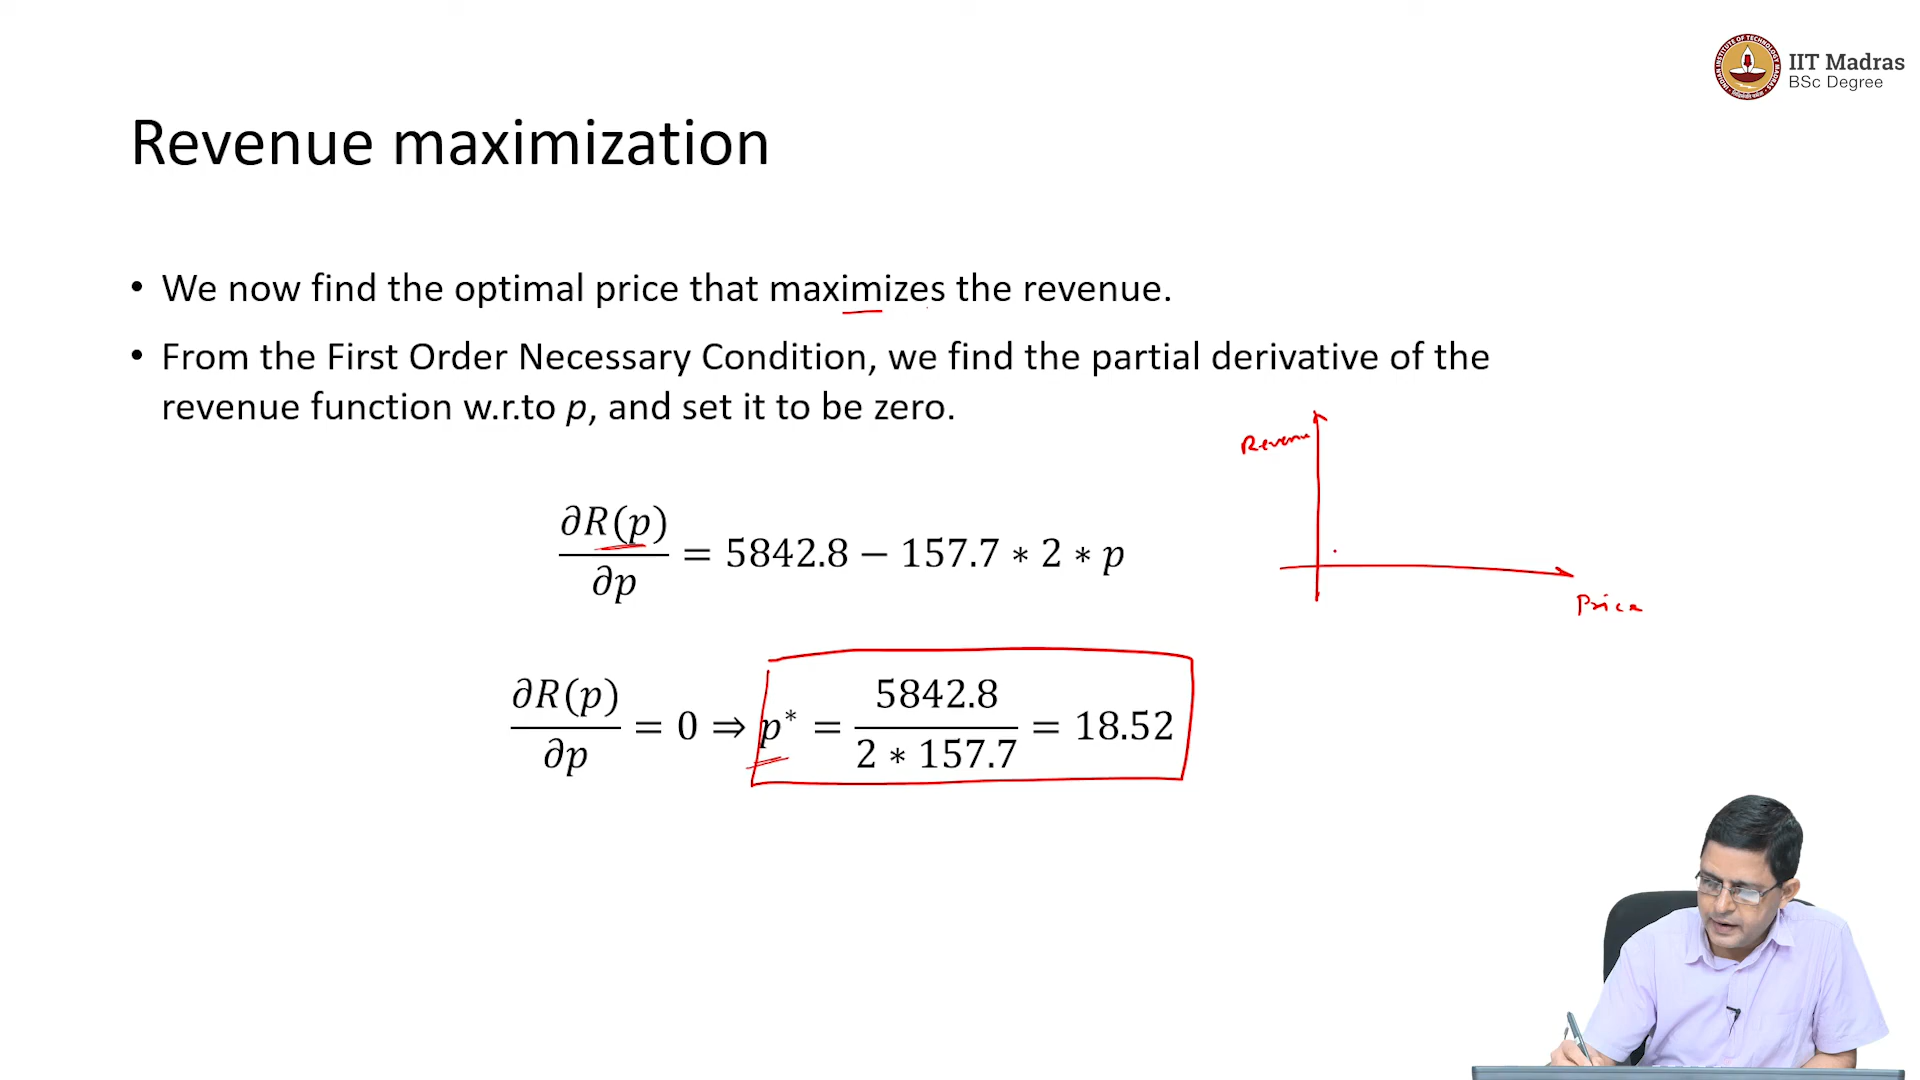 IIT Madras
BSc Degree
Revenue maximization
• We now find the optimal price that maximizes the revenue.
• From the First Order Necessary Condition, we find the partial derivative of the
revenue function w.r.to p, and set it to be zero.
Revenue
∂R(p)/∂p = 5842.8 − 157.7 * 2 * p
Price
∂R(p)/∂p = 0 ⇒ p* = 5842.8/(2 * 157.7) = 18.52